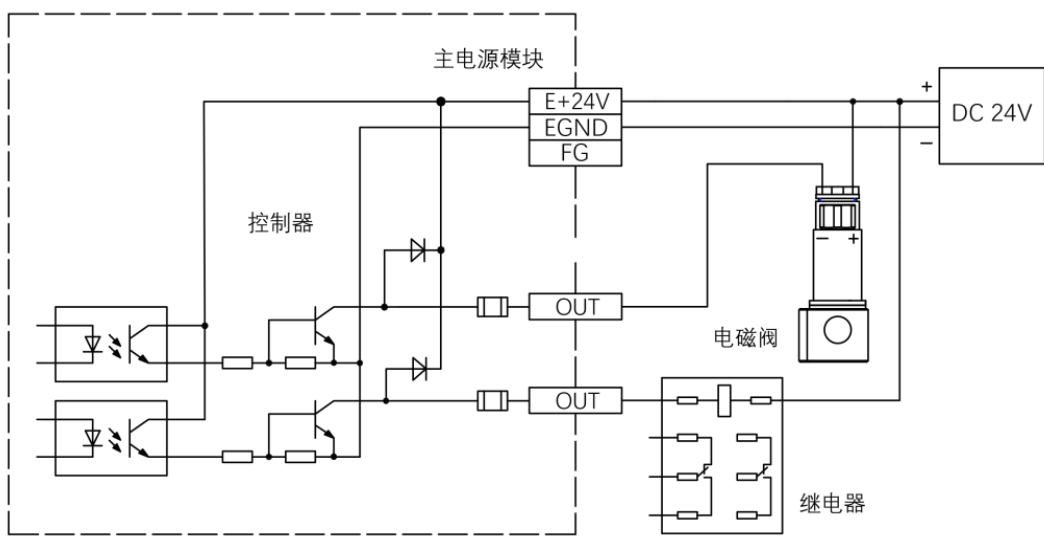 主电源模块
E+24V
EGND
FG
+
−
DC 24V
控制器
− +
OUT
电磁阀
OUT
继电器